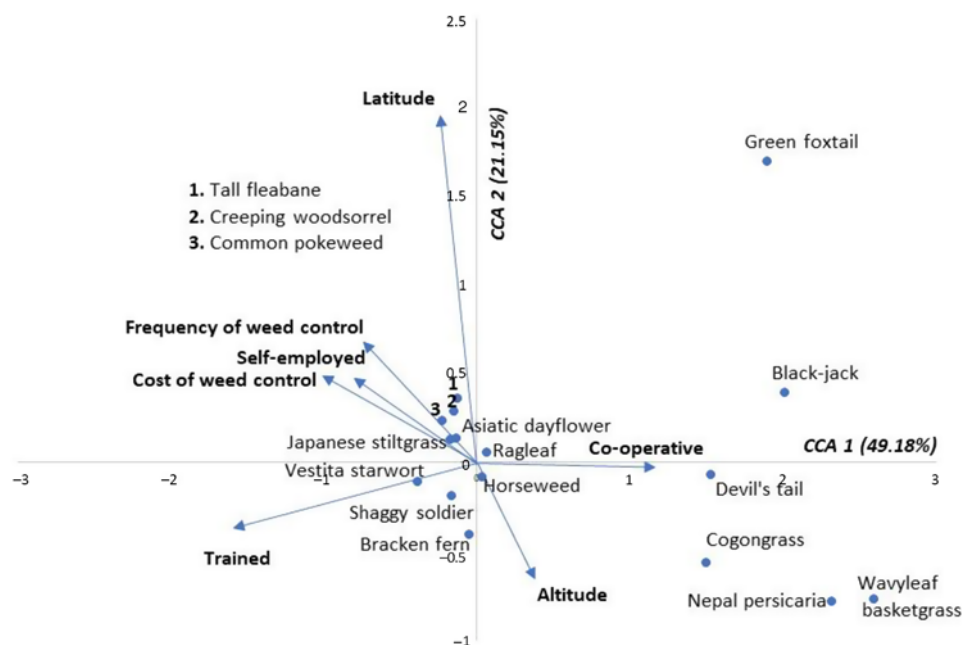 2.5
Latitude
2
CCA 2 (21.15%)
Green foxtail
1. Tall fleabane
2. Creeping woodsorrel
3. Common pokeweed
1.5
1
Frequency of weed control
Self-employed
Cost of weed control
0.5
1
2
3
Black-jack
Asiatic dayflower
Japanese stiltgrass
Ragleaf
Co-operative
CCA 1 (49.18%)
Vestita starwort
0
−3
−2
−1
0
1
2
3
Horseweed
Devil's tail
Shaggy soldier
Bracken fern
−0.5
Trained
Cogongrass
Altitude
Nepal persicaria
Wavyleaf
basketgrass
−1